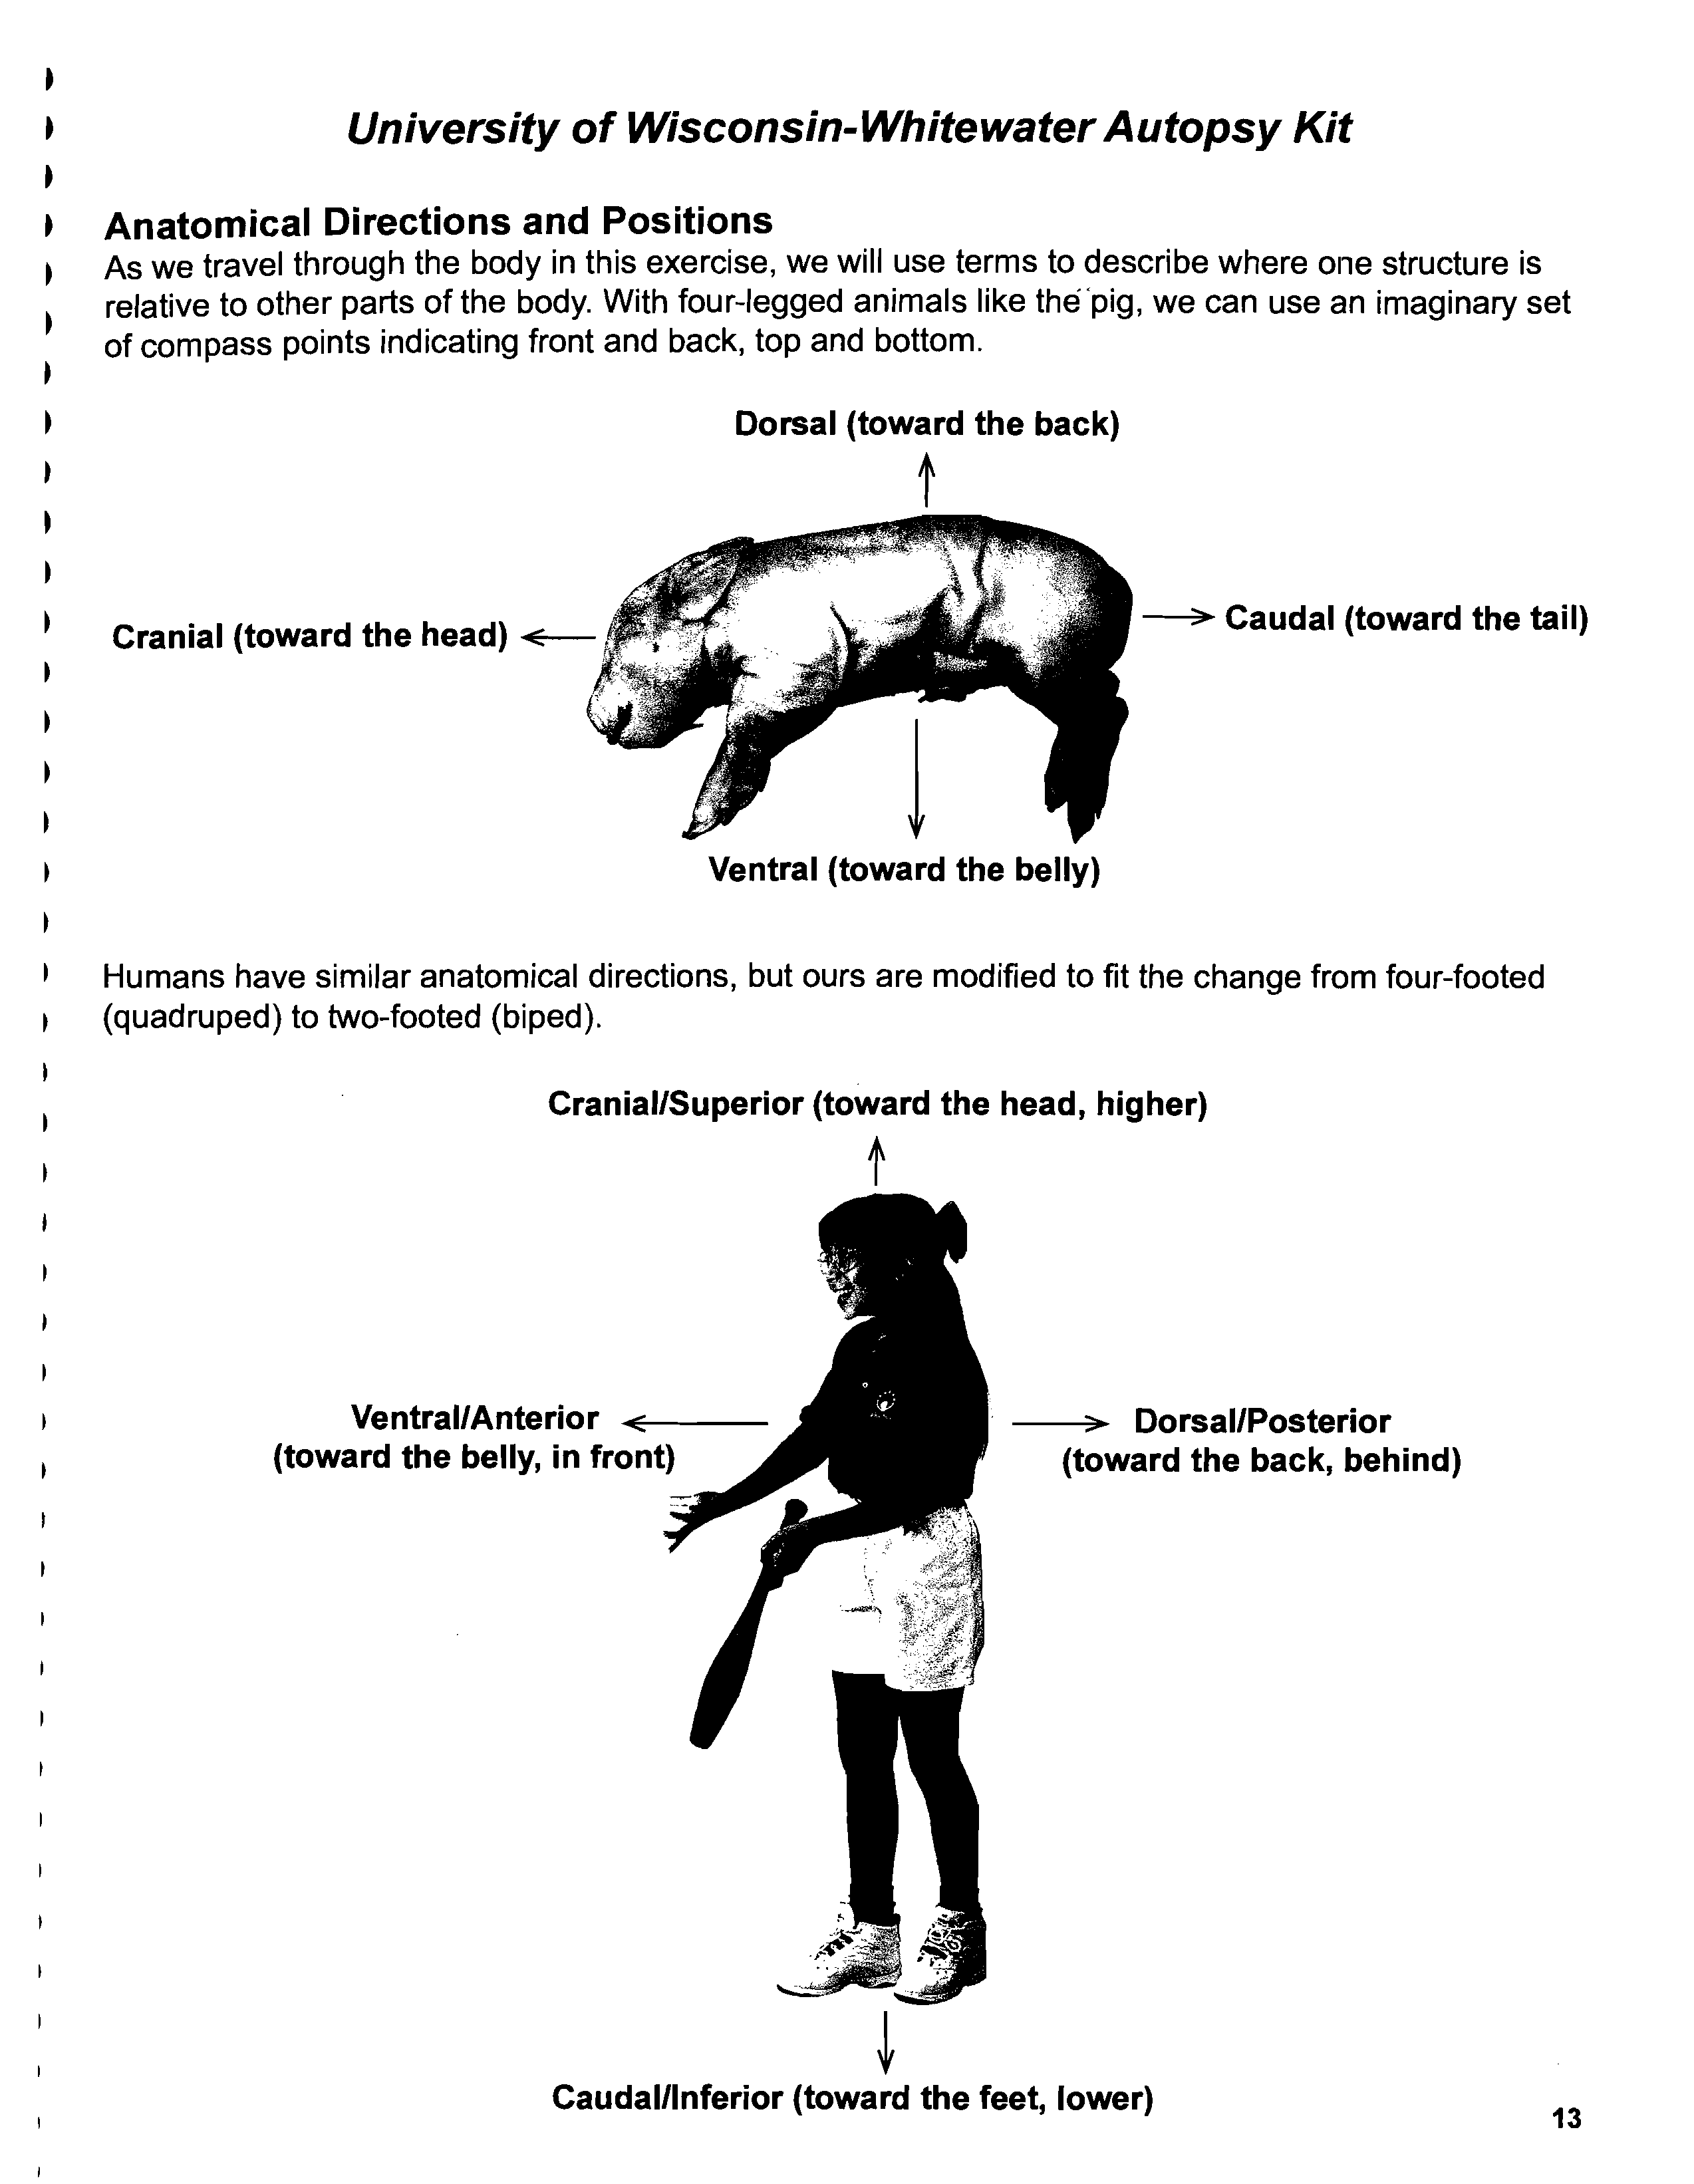 University of Wisconsin-Whitewater Autopsy Kit
Anatomical Directions and Positions
As we travel through the body in this exercise, we will use terms to describe where one structure is
relative to other parts of the body. With four-legged animals like the pig, we can use an imaginary set
of compass points indicating front and back, top and bottom.
Dorsal (toward the back)
Cranial (toward the head)
Caudal (toward the tail)
Ventral (toward the belly)
Humans have similar anatomical directions, but ours are modified to fit the change from four-footed
(quadruped) to two-footed (biped).
Cranial/Superior (toward the head, higher)
Ventral/Anterior
(toward the belly, in front)
Dorsal/Posterior
(toward the back, behind)
Caudal/Inferior (toward the feet, lower)
13